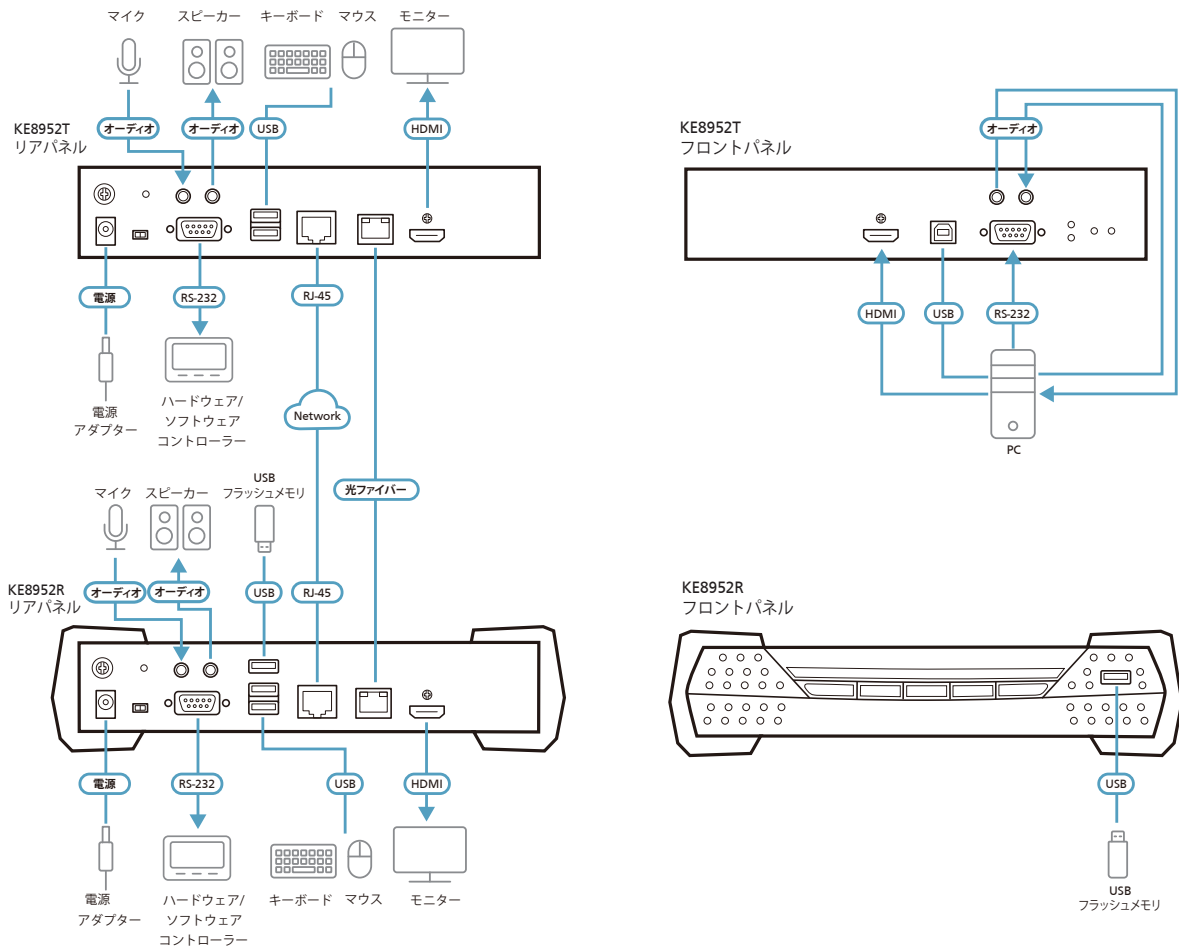 マイク
スピーカー
キーボード
マウス
モニター
KE8952T
リアパネル
オーディオ
オーディオ
USB
HDMI
電源
RS-232
RJ-45
電源
アダプター
ハードウェア/
ソフトウェア
コントローラー
Network
光ファイバー
マイク
スピーカー
USB
フラッシュメモリ
KE8952R
リアパネル
オーディオ
オーディオ
USB
RJ-45
電源
RS-232
USB
HDMI
電源
アダプター
ハードウェア/
ソフトウェア
コントローラー
キーボード
マウス
モニター
KE8952T
フロントパネル
オーディオ
HDMI
USB
RS-232
PC
KE8952R
フロントパネル
USB
USB
フラッシュメモリ